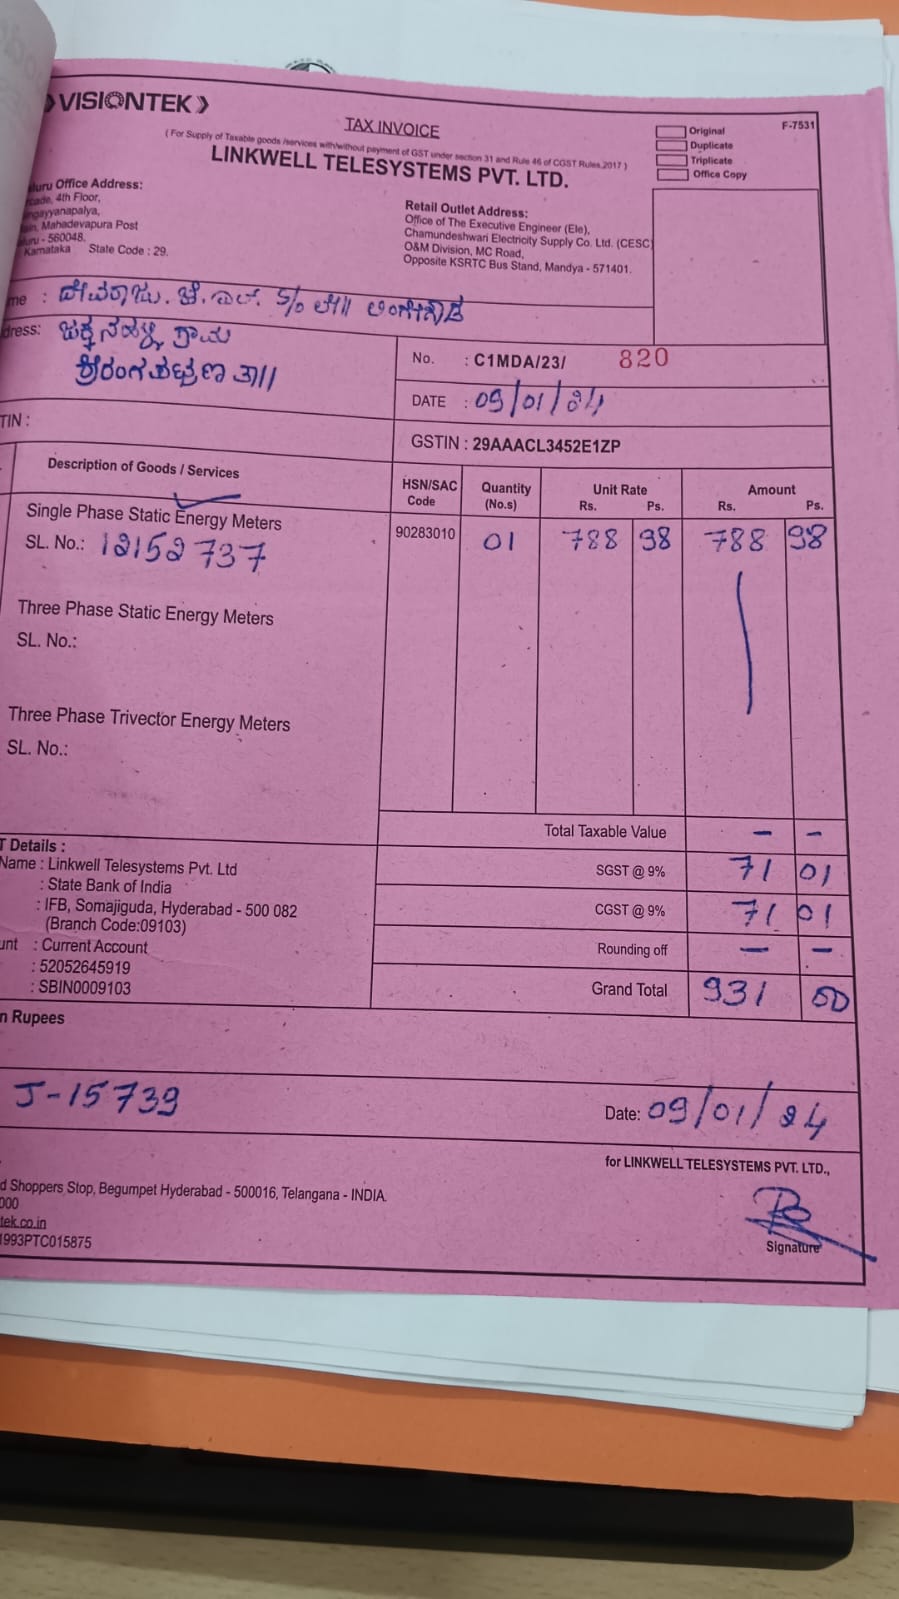 VISIONTEK
TAX INVOICE
( For Supply of Taxable goods /services with/without payment of GST under section 31 and Rule 46 of CGST Rules,2017 )
LINKWELL TELESYSTEMS PVT. LTD.
F-7531
Original
Duplicate
Triplicate
Office Copy
Office Address:
4th Floor,
Mahadevapura Post
- 560048.
Karnataka State Code : 29.
Retail Outlet Address:
Office of The Executive Engineer (Ele),
Chamundeshwari Electricity Supply Co. Ltd. (CESC)
O&M Division, MC Road,
Opposite KSRTC Bus Stand, Mandya - 571401.
: ದೇವರಾಜು. ಜೆ. ಎಲ್. S/o ಲೇ|| ಲಿಂಗೇಗೌಡ
ಗ್ರಾಮ
ಶ್ರೀರಂಗಪಟ್ಟಣ ತಾ||
No. : C1MDA/23/ 820
DATE : 09/01/24
GSTIN : 29AAACL3452E1ZP
Description of Goods / Services
HSN/SAC Code
Quantity (No.s)
Unit Rate Rs. Ps.
Amount Rs. Ps.
Single Phase Static Energy Meters
SL. No.: 12152737
90283010 01 788 98 788 98
Three Phase Static Energy Meters
SL. No.:
Three Phase Trivector Energy Meters
SL. No.:
Total Taxable Value - -
SGST @ 9% 71 01
CGST @ 9% 71 01
Rounding off - -
Grand Total 931 00
Details :
Name : Linkwell Telesystems Pvt. Ltd
: State Bank of India
: IFB, Somajiguda, Hyderabad - 500 082
(Branch Code:09103)
: Current Account
: 52052645919
: SBIN0009103
Rupees
J-15739
Date: 09/01/24
for LINKWELL TELESYSTEMS PVT. LTD.,
Shoppers Stop, Begumpet Hyderabad - 500016, Telangana - INDIA.
1993PTC015875
Signature